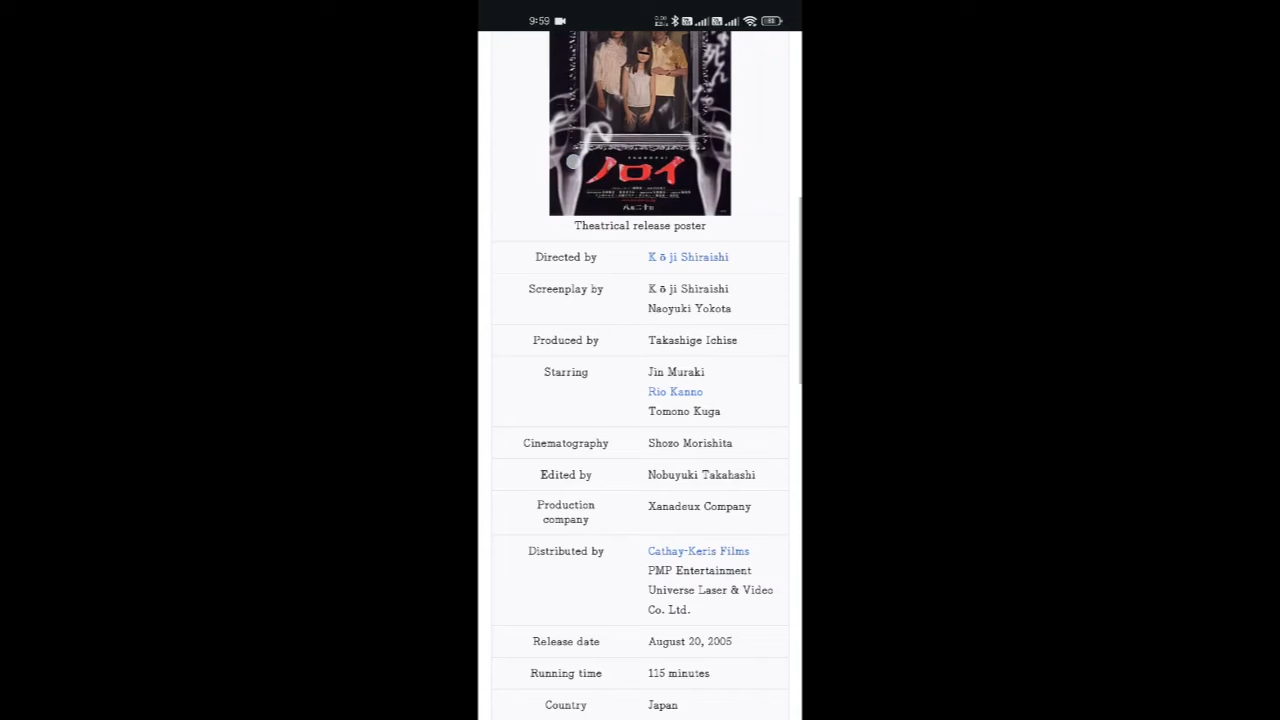 9:59
死ん
ノロイ
Theatrical release poster
Directed by
K ō ji Shiraishi
Screenplay by
K ō ji Shiraishi
Naoyuki Yokota
Produced by
Takashige Ichise
Starring
Jin Muraki
Rio Kanno
Tomono Kuga
Cinematography
Shozo Morishita
Edited by
Nobuyuki Takahashi
Production
company
Xanadeux Company
Distributed by
Cathay-Keris Films
PMP Entertainment
Universe Laser & Video
Co. Ltd.
Release date
August 20, 2005
Running time
115 minutes
Country
Japan